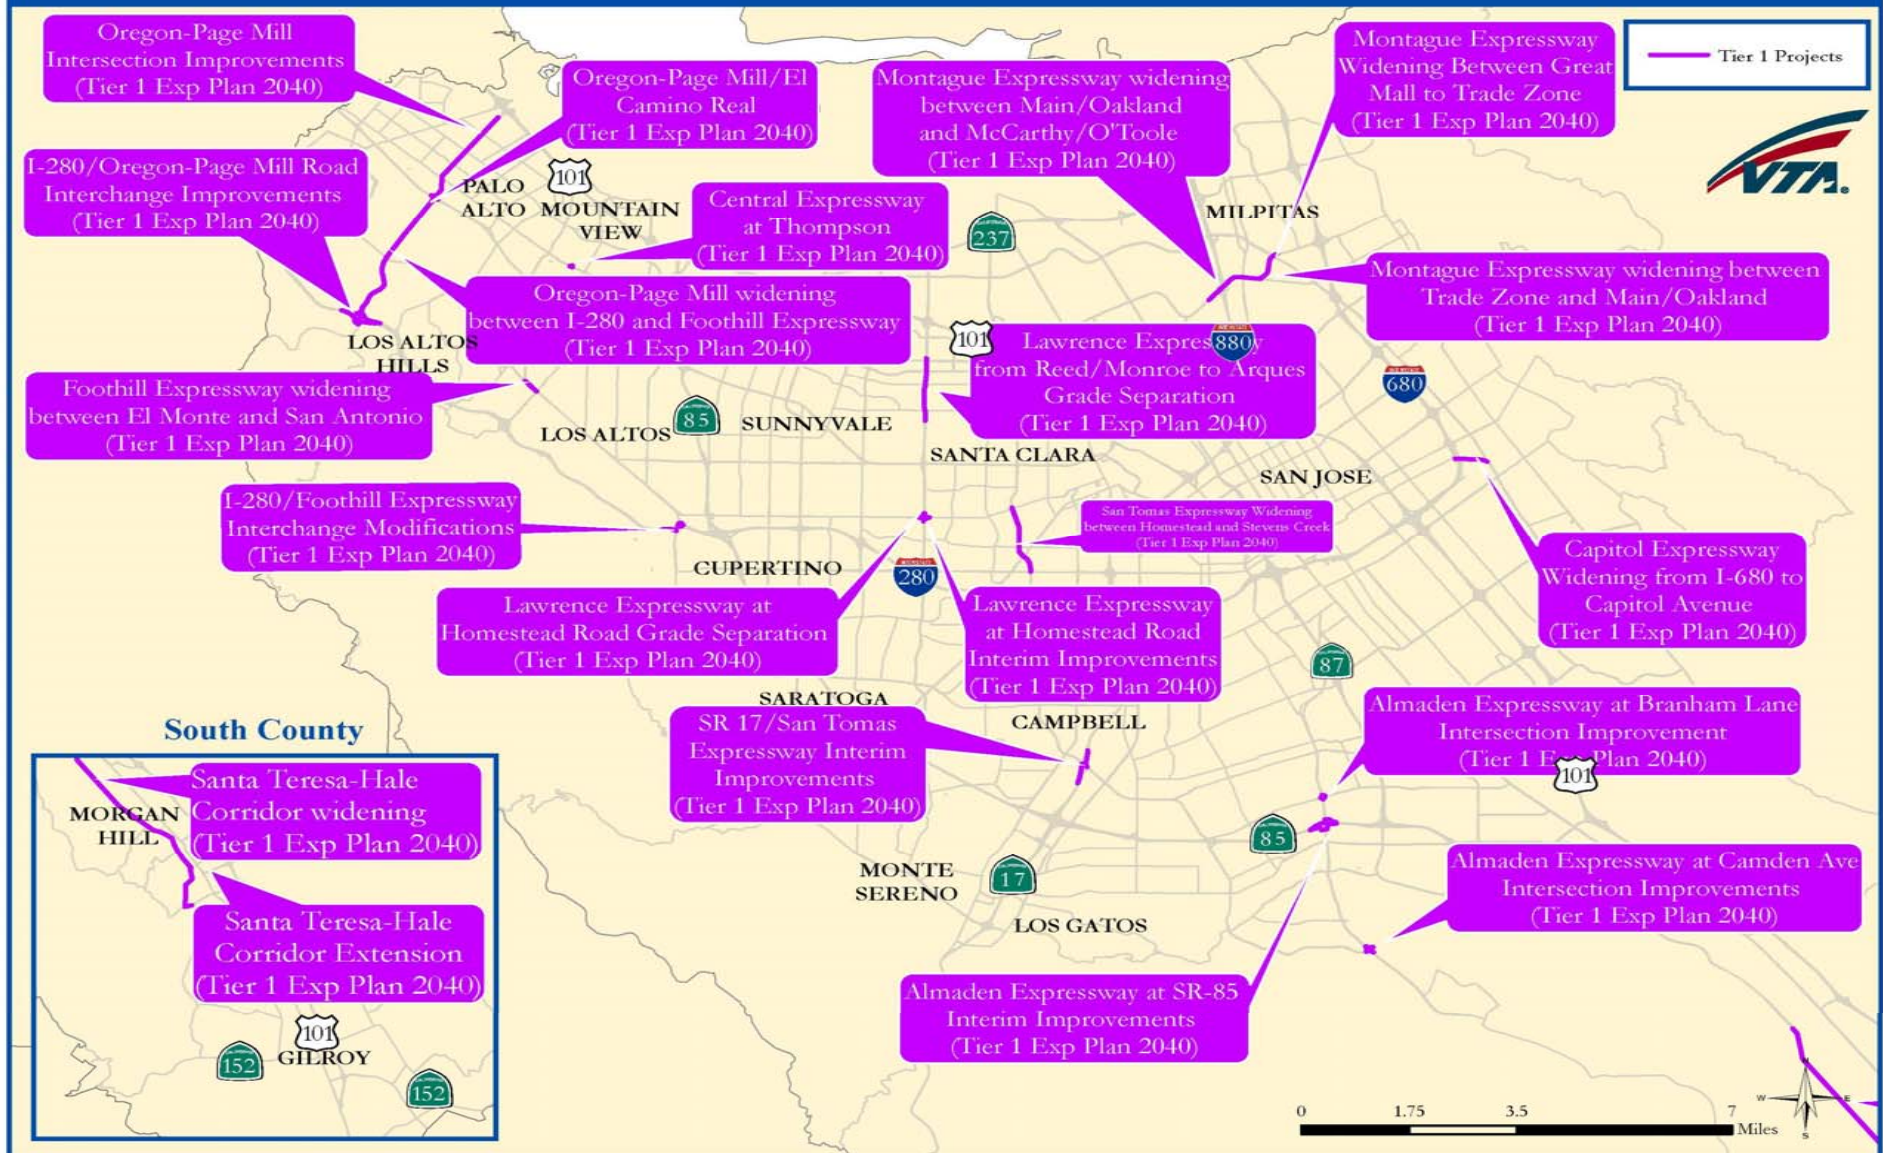 Oregon-Page Mill
Intersection Improvements
(Tier 1 Exp Plan 2040)
Oregon-Page Mill/El
Camino Real
(Tier 1 Exp Plan 2040)
Montague Expressway widening
between Main/Oakland
and McCarthy/O'Toole
(Tier 1 Exp Plan 2040)
Montague Expressway
Widening Between Great
Mall to Trade Zone
(Tier 1 Exp Plan 2040)
Tier 1 Projects
VTA®
I-280/Oregon-Page Mill Road
Interchange Improvements
(Tier 1 Exp Plan 2040)
101
PALO
ALTO
MOUNTAIN
VIEW
Central Expressway
at Thompson
(Tier 1 Exp Plan 2040)
237
MILPITAS
Oregon-Page Mill widening
between I-280 and Foothill Expressway
(Tier 1 Exp Plan 2040)
Montague Expressway widening between
Trade Zone and Main/Oakland
(Tier 1 Exp Plan 2040)
LOS ALTOS
HILLS
101
880
Lawrence Expressway
from Reed/Monroe to Arques
Grade Separation
(Tier 1 Exp Plan 2040)
680
Foothill Expressway widening
between El Monte and San Antonio
(Tier 1 Exp Plan 2040)
LOS ALTOS
CALIFORNIA
85
SUNNYVALE
SANTA CLARA
SAN JOSE
I-280/Foothill Expressway
Interchange Modifications
(Tier 1 Exp Plan 2040)
San Tomas Expressway Widening
between Homestead and Stevens Creek
(Tier 1 Exp Plan 2040)
CUPERTINO
280
Capitol Expressway
Widening from I-680 to
Capitol Avenue
(Tier 1 Exp Plan 2040)
Lawrence Expressway at
Homestead Road Grade Separation
(Tier 1 Exp Plan 2040)
Lawrence Expressway
at Homestead Road
Interim Improvements
(Tier 1 Exp Plan 2040)
87
SARATOGA
SR 17/San Tomas
Expressway Interim
Improvements
(Tier 1 Exp Plan 2040)
CAMPBELL
Almaden Expressway at Branham Lane
Intersection Improvement
(Tier 1 Exp Plan 2040)
101
South County
Santa Teresa-Hale
Corridor widening
(Tier 1 Exp Plan 2040)
MORGAN
HILL
85
MONTE
SERENO
17
LOS GATOS
Almaden Expressway at Camden Ave
Intersection Improvements
(Tier 1 Exp Plan 2040)
Santa Teresa-Hale
Corridor Extension
(Tier 1 Exp Plan 2040)
Almaden Expressway at SR-85
Interim Improvements
(Tier 1 Exp Plan 2040)
101
152
GILROY
152
0 1.75 3.5 7
Miles
N
W E
S